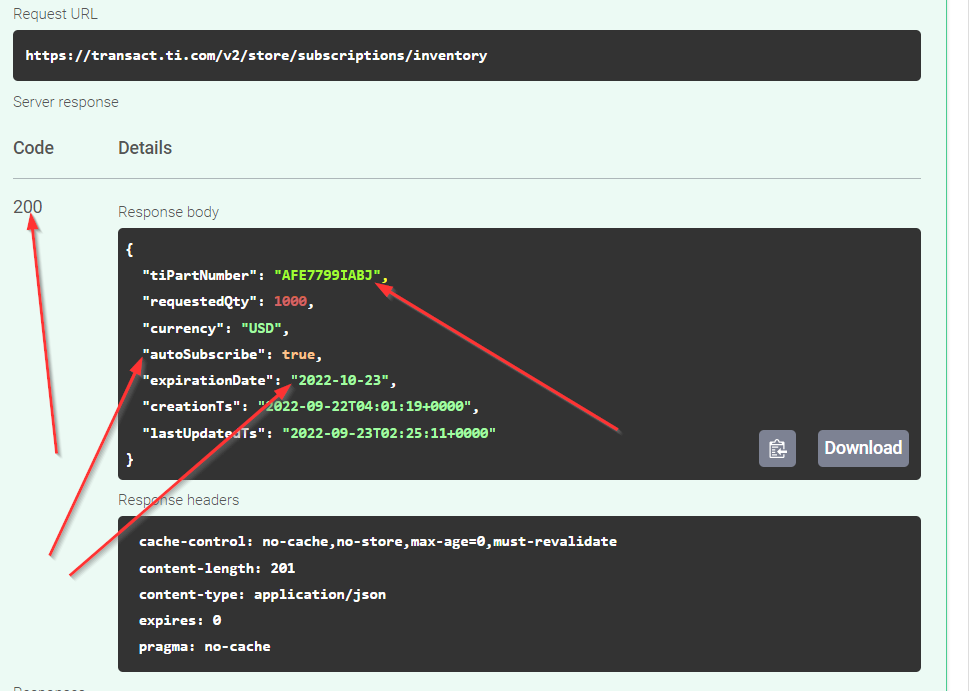 Request URL
https://transact.ti.com/v2/store/subscriptions/inventory
Server response
Code Details
200
Response body
{
"tiPartNumber": "AFE7799IABJ",
"requestedQty": 1000,
"currency": "USD",
"autoSubscribe": true,
"expirationDate": "2022-10-23",
"creationTs": "2022-09-22T04:01:19+0000",
"lastUpdatedTs": "2022-09-23T02:25:11+0000"
}
Download
Response headers
cache-control: no-cache,no-store,max-age=0,must-revalidate
content-length: 201
content-type: application/json
expires: 0
pragma: no-cache